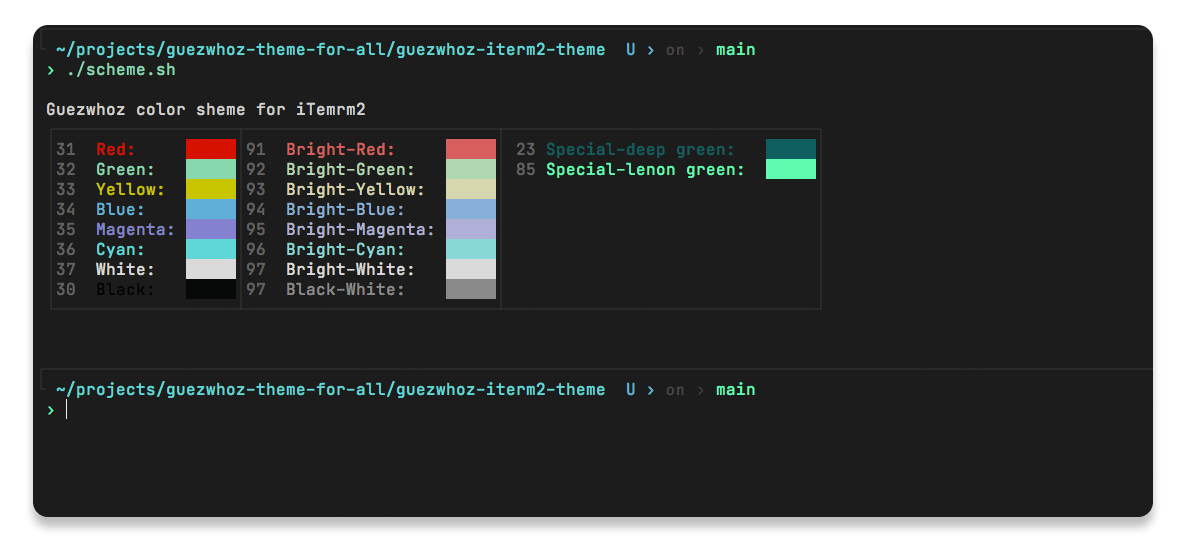 ~/projects/guezwhoz-theme-for-all/guezwhoz-iterm2-theme  U › on › main
› ./scheme.sh
Guezwhoz color sheme for iTemrm2
31 Red: 91 Bright-Red: 23 Special-deep green:
32 Green: 92 Bright-Green: 85 Special-lenon green:
33 Yellow: 93 Bright-Yellow:
34 Blue: 94 Bright-Blue:
35 Magenta: 95 Bright-Magenta:
36 Cyan: 96 Bright-Cyan:
37 White: 97 Bright-White:
30 Black: 97 Black-White:
~/projects/guezwhoz-theme-for-all/guezwhoz-iterm2-theme  U › on › main
›